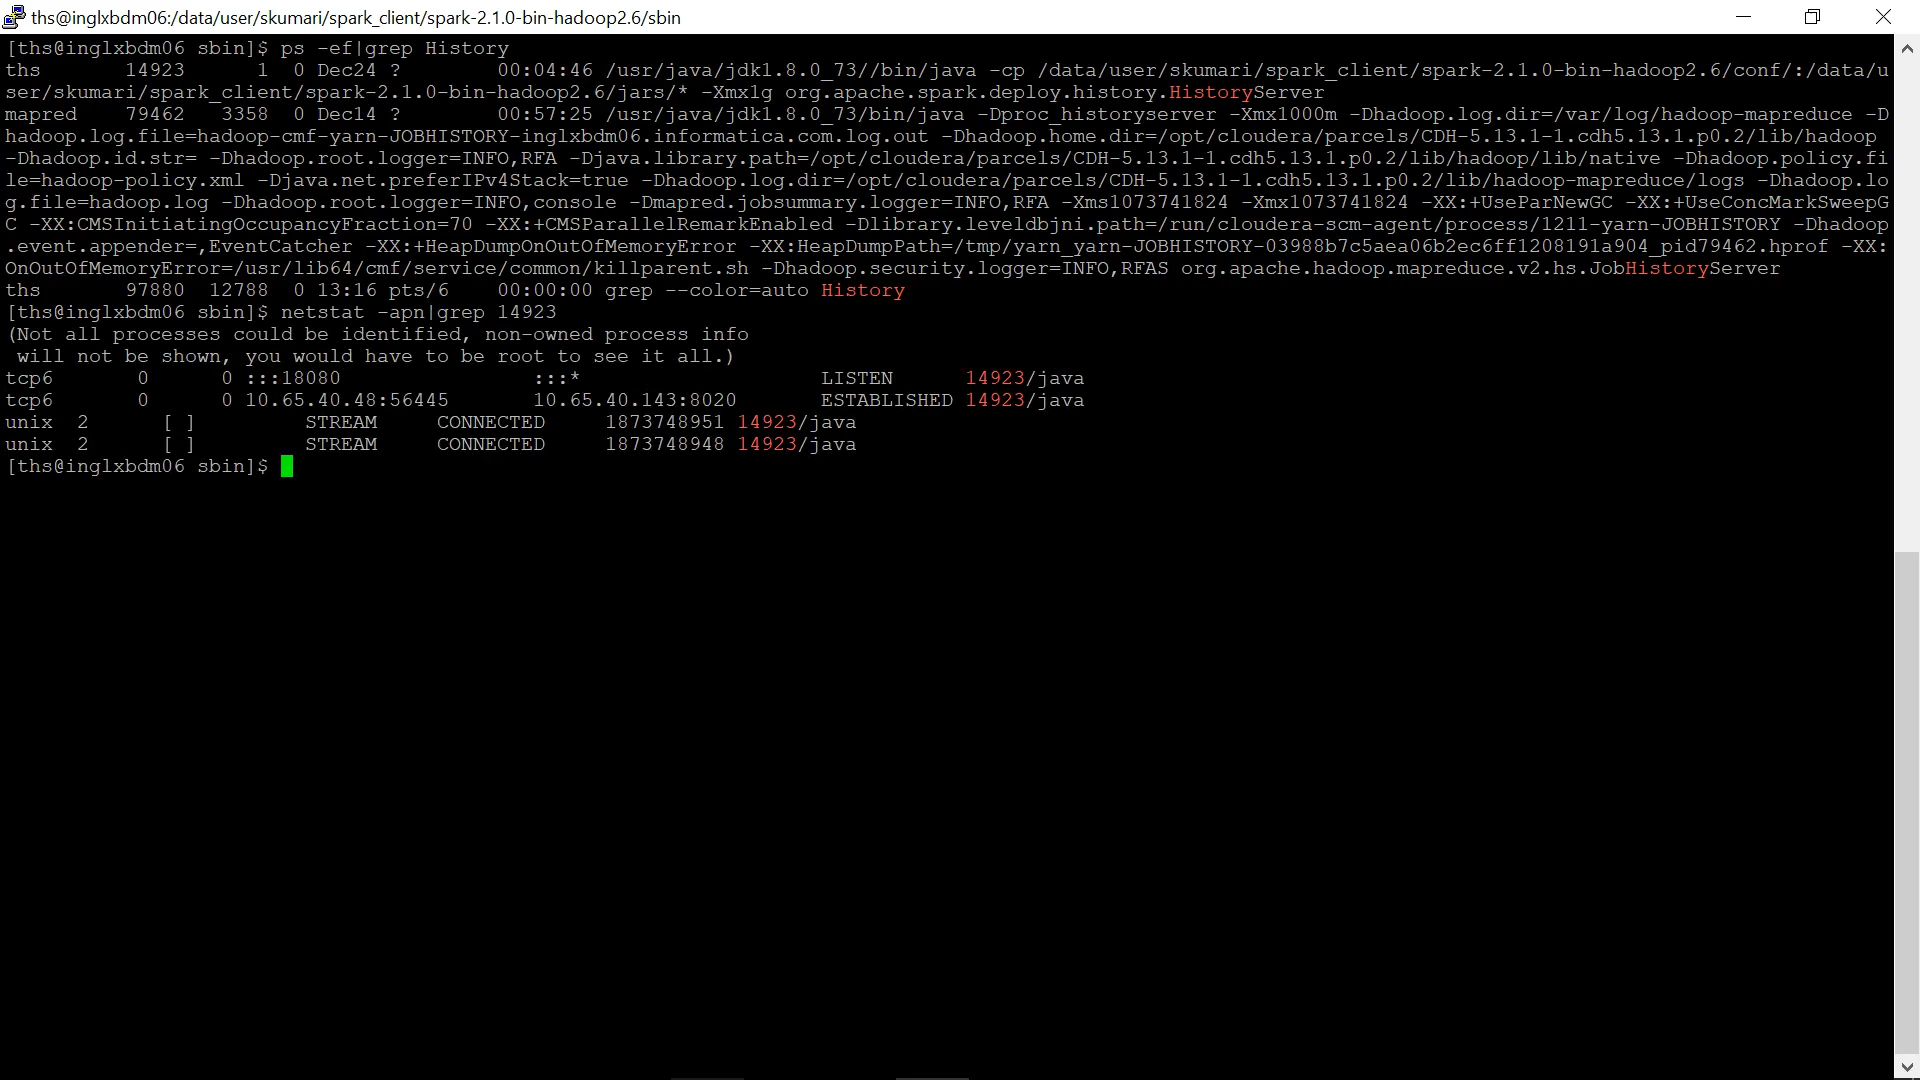 ths@inglxbdm06:/data/user/skumari/spark_client/spark-2.1.0-bin-hadoop2.6/sbin
[ths@inglxbdm06 sbin]$ ps -ef|grep History
ths       14923      1  0 Dec24 ?        00:04:46 /usr/java/jdk1.8.0_73//bin/java -cp /data/user/skumari/spark_client/spark-2.1.0-bin-hadoop2.6/conf/:/data/u
ser/skumari/spark_client/spark-2.1.0-bin-hadoop2.6/jars/* -Xmx1g org.apache.spark.deploy.history.HistoryServer
mapred    79462   3358  0 Dec14 ?        00:57:25 /usr/java/jdk1.8.0_73/bin/java -Dproc_historyserver -Xmx1000m -Dhadoop.log.dir=/var/log/hadoop-mapreduce -D
hadoop.log.file=hadoop-cmf-yarn-JOBHISTORY-inglxbdm06.informatica.com.log.out -Dhadoop.home.dir=/opt/cloudera/parcels/CDH-5.13.1-1.cdh5.13.1.p0.2/lib/hadoop
-Dhadoop.id.str= -Dhadoop.root.logger=INFO,RFA -Djava.library.path=/opt/cloudera/parcels/CDH-5.13.1-1.cdh5.13.1.p0.2/lib/hadoop/lib/native -Dhadoop.policy.fi
le=hadoop-policy.xml -Djava.net.preferIPv4Stack=true -Dhadoop.log.dir=/opt/cloudera/parcels/CDH-5.13.1-1.cdh5.13.1.p0.2/lib/hadoop-mapreduce/logs -Dhadoop.lo
g.file=hadoop.log -Dhadoop.root.logger=INFO,console -Dmapred.jobsummary.logger=INFO,RFA -Xms1073741824 -Xmx1073741824 -XX:+UseParNewGC -XX:+UseConcMarkSweepG
C -XX:CMSInitiatingOccupancyFraction=70 -XX:+CMSParallelRemarkEnabled -Dlibrary.leveldbjni.path=/run/cloudera-scm-agent/process/1211-yarn-JOBHISTORY -Dhadoop
.event.appender=,EventCatcher -XX:+HeapDumpOnOutOfMemoryError -XX:HeapDumpPath=/tmp/yarn_yarn-JOBHISTORY-03988b7c5aea06b2ec6ff1208191a904_pid79462.hprof -XX:
OnOutOfMemoryError=/usr/lib64/cmf/service/common/killparent.sh -Dhadoop.security.logger=INFO,RFAS org.apache.hadoop.mapreduce.v2.hs.JobHistoryServer
ths       97880  12788  0 13:16 pts/6    00:00:00 grep --color=auto History
[ths@inglxbdm06 sbin]$ netstat -apn|grep 14923
(Not all processes could be identified, non-owned process info
 will not be shown, you would have to be root to see it all.)
tcp6       0      0 :::18080                :::*                    LISTEN      14923/java
tcp6       0      0 10.65.40.48:56445       10.65.40.143:8020       ESTABLISHED 14923/java
unix  2      [ ]         STREAM     CONNECTED     1873748951 14923/java
unix  2      [ ]         STREAM     CONNECTED     1873748948 14923/java
[ths@inglxbdm06 sbin]$